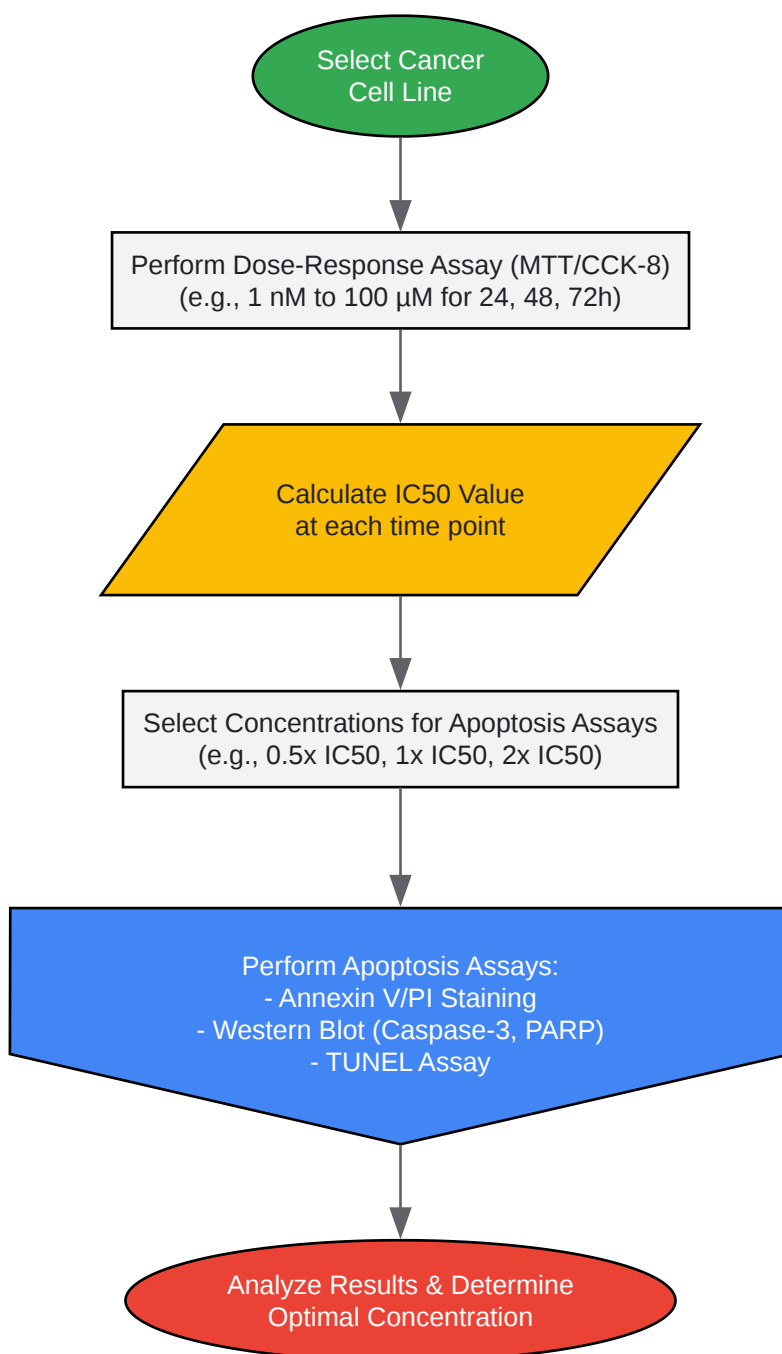 Select Cancer
Cell Line
Perform Dose-Response Assay (MTT/CCK-8)
(e.g., 1 nM to 100 µM for 24, 48, 72h)
Calculate IC50 Value
at each time point
Select Concentrations for Apoptosis Assays
(e.g., 0.5x IC50, 1x IC50, 2x IC50)
Perform Apoptosis Assays:
- Annexin V/PI Staining
- Western Blot (Caspase-3, PARP)
- TUNEL Assay
Analyze Results & Determine
Optimal Concentration